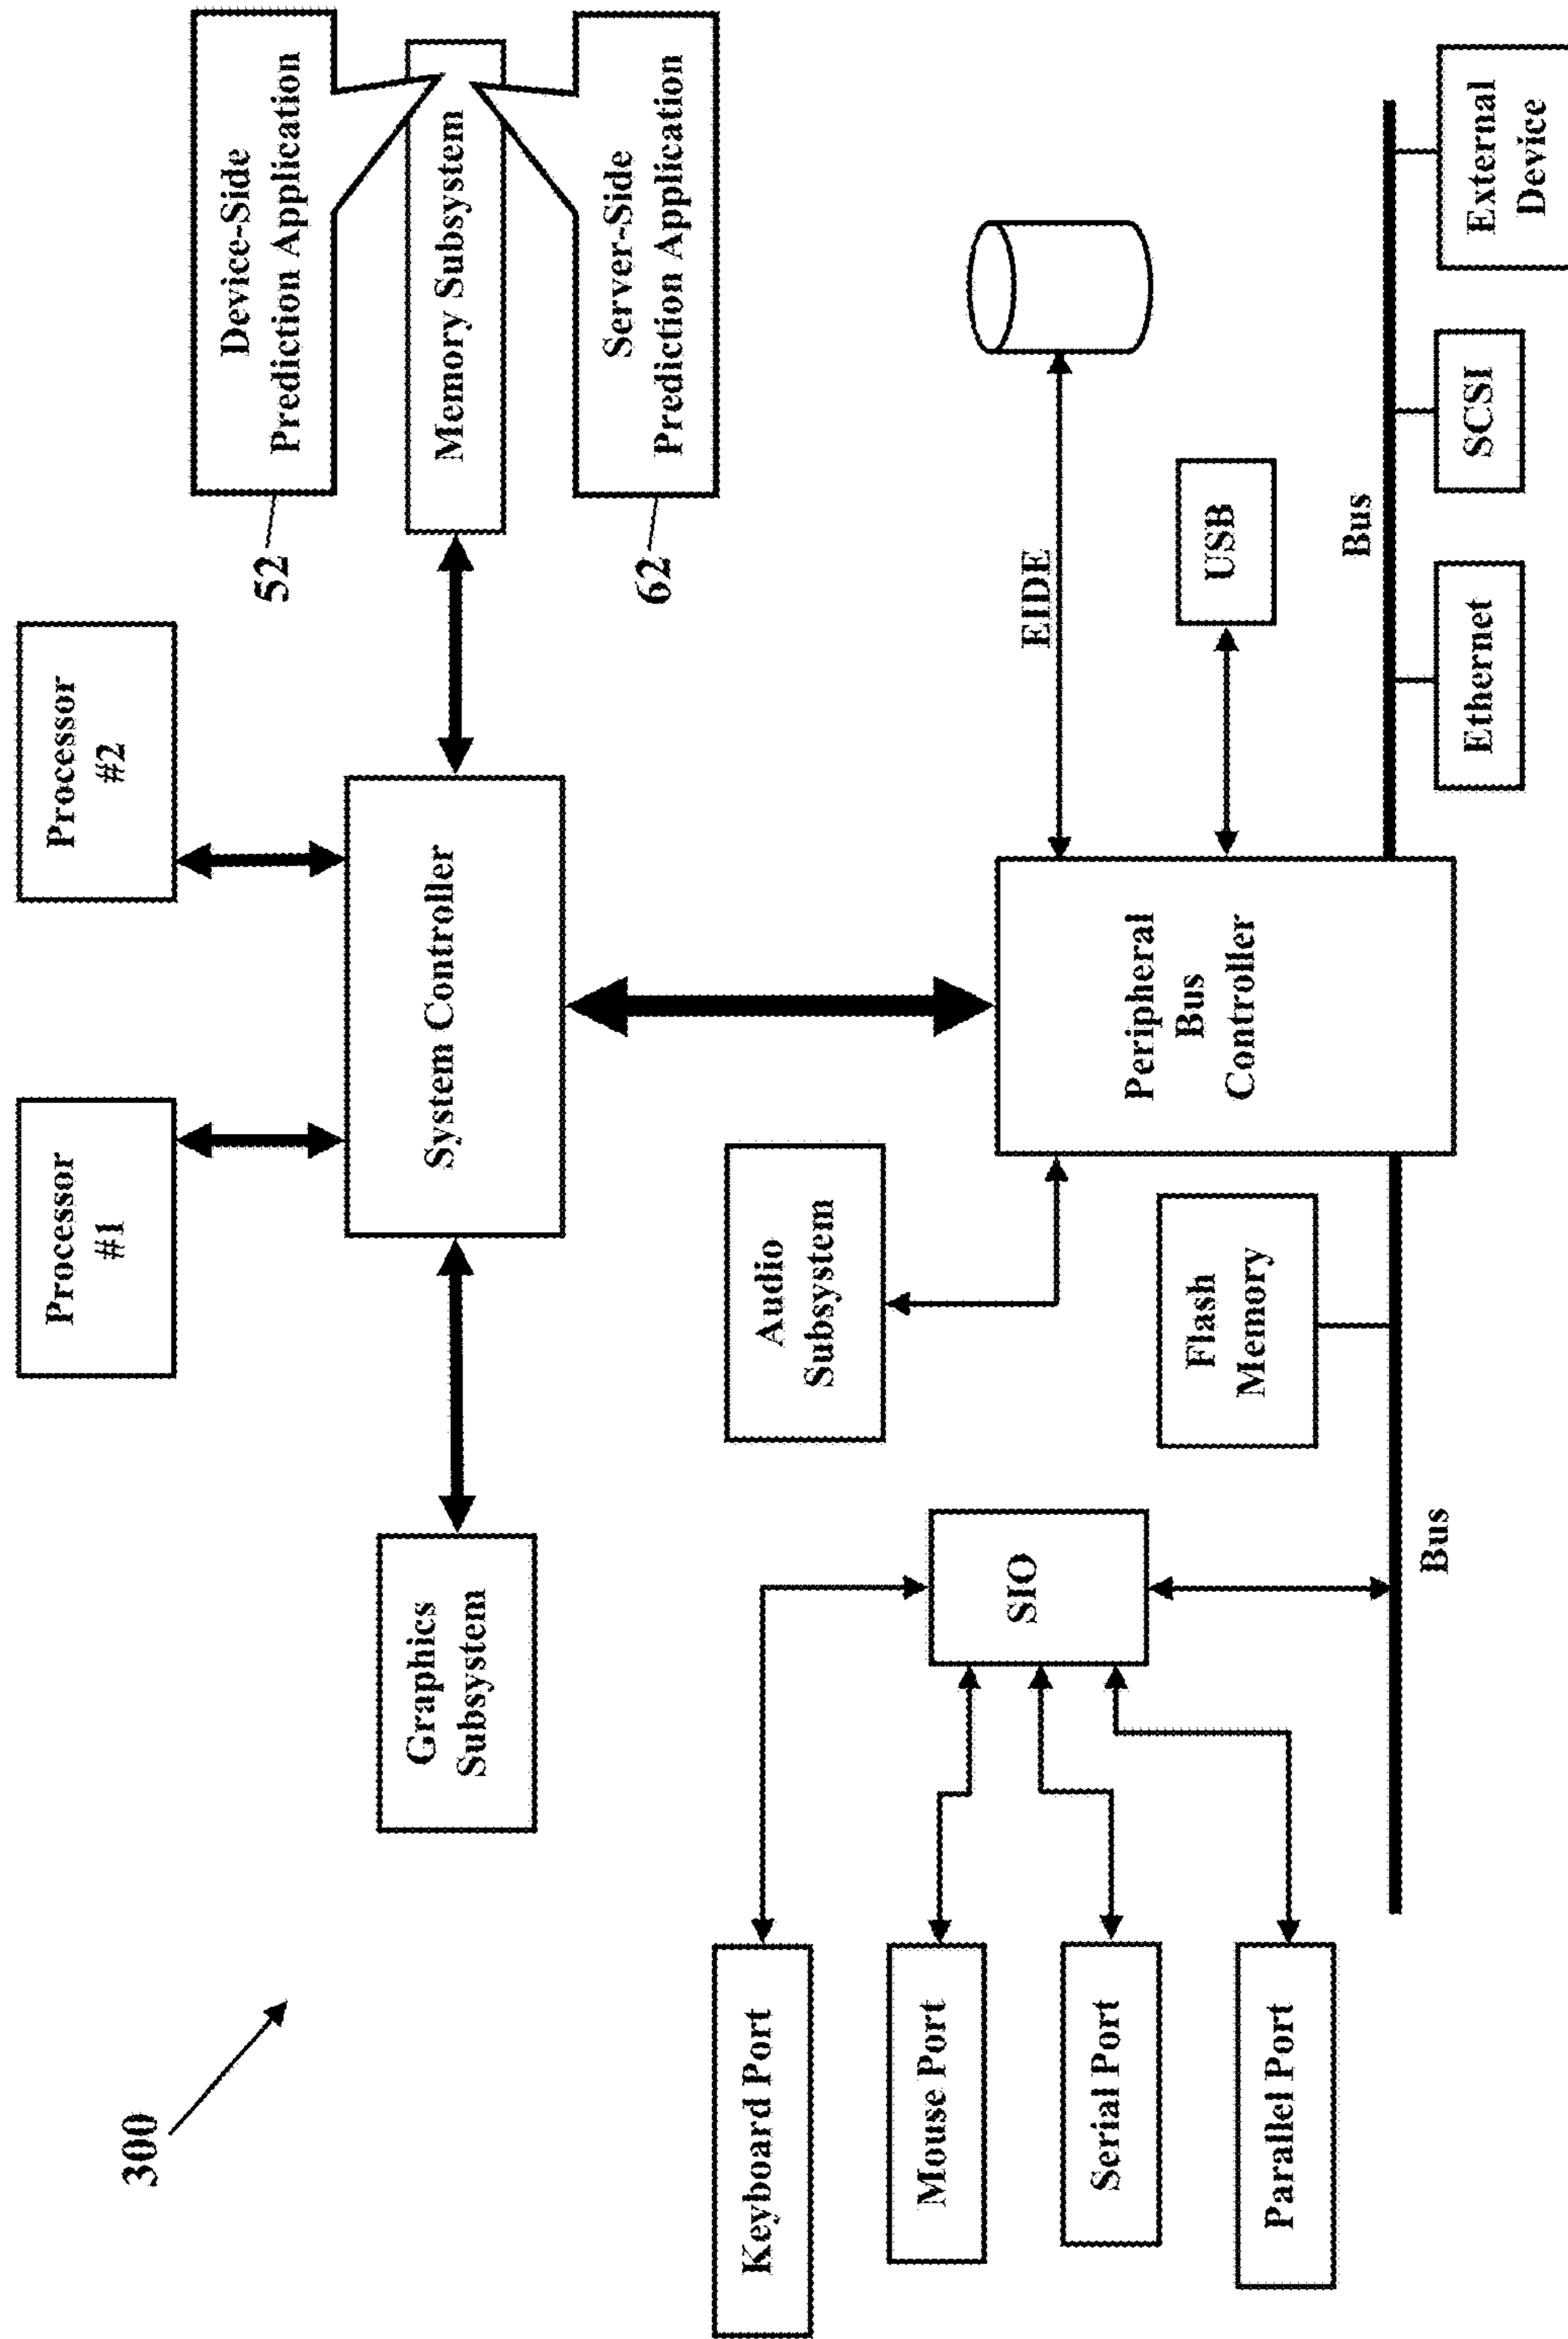 300
Processor
#1
Processor
#2
Graphics
Subsystem
System Controller
Device-Side
Prediction Application
52
Memory Subsystem
Server-Side
Prediction Application
62
Keyboard Port
Mouse Port
Serial Port
Parallel Port
SIO
Audio
Subsystem
Flash
Memory
Bus
Peripheral
Bus
Controller
EIDE
USB
Bus
Ethernet
SCSI
External
Device